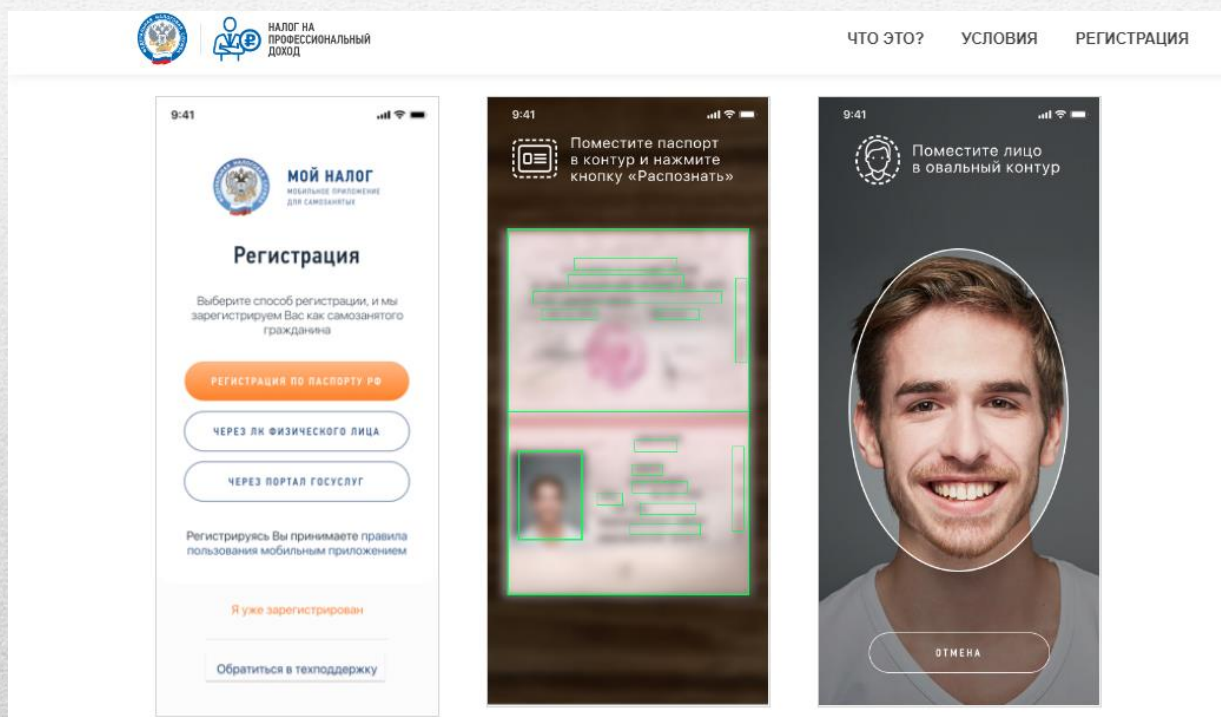 НАЛОГ НА
ПРОФЕССИОНАЛЬНЫЙ
ДОХОД
ЧТО ЭТО?
УСЛОВИЯ
РЕГИСТРАЦИЯ
9:41
МОЙ НАЛОГ
МОБИЛЬНОЕ ПРИЛОЖЕНИЕ
ДЛЯ САМОЗАНЯТЫХ
Регистрация
Выберите способ регистрации, и мы
зарегистрируем Вас как самозанятого
гражданина
РЕГИСТРАЦИЯ ПО ПАСПОРТУ РФ
ЧЕРЕЗ ЛК ФИЗИЧЕСКОГО ЛИЦА
ЧЕРЕЗ ПОРТАЛ ГОСУСЛУГ
Регистрируясь Вы принимаете правила
пользования мобильным приложением
Я уже зарегистрирован
Обратиться в техподдержку
9:41
Поместите паспорт
в контур и нажмите
кнопку «Распознать»
9:41
Поместите лицо
в овальный контур
ОТМЕНА